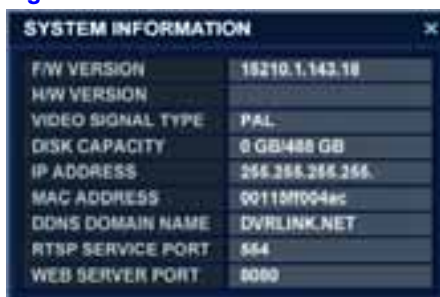 SYSTEM INFORMATION ×
F/W VERSION 15210.1.143.18
H/W VERSION
VIDEO SIGNAL TYPE PAL
DISK CAPACITY 0 GB/488 GB
IP ADDRESS 255.255.255.255.
MAC ADDRESS
DDNS DOMAIN NAME DVRLINK.NET
RTSP SERVICE PORT 554
WEB SERVER PORT 8080